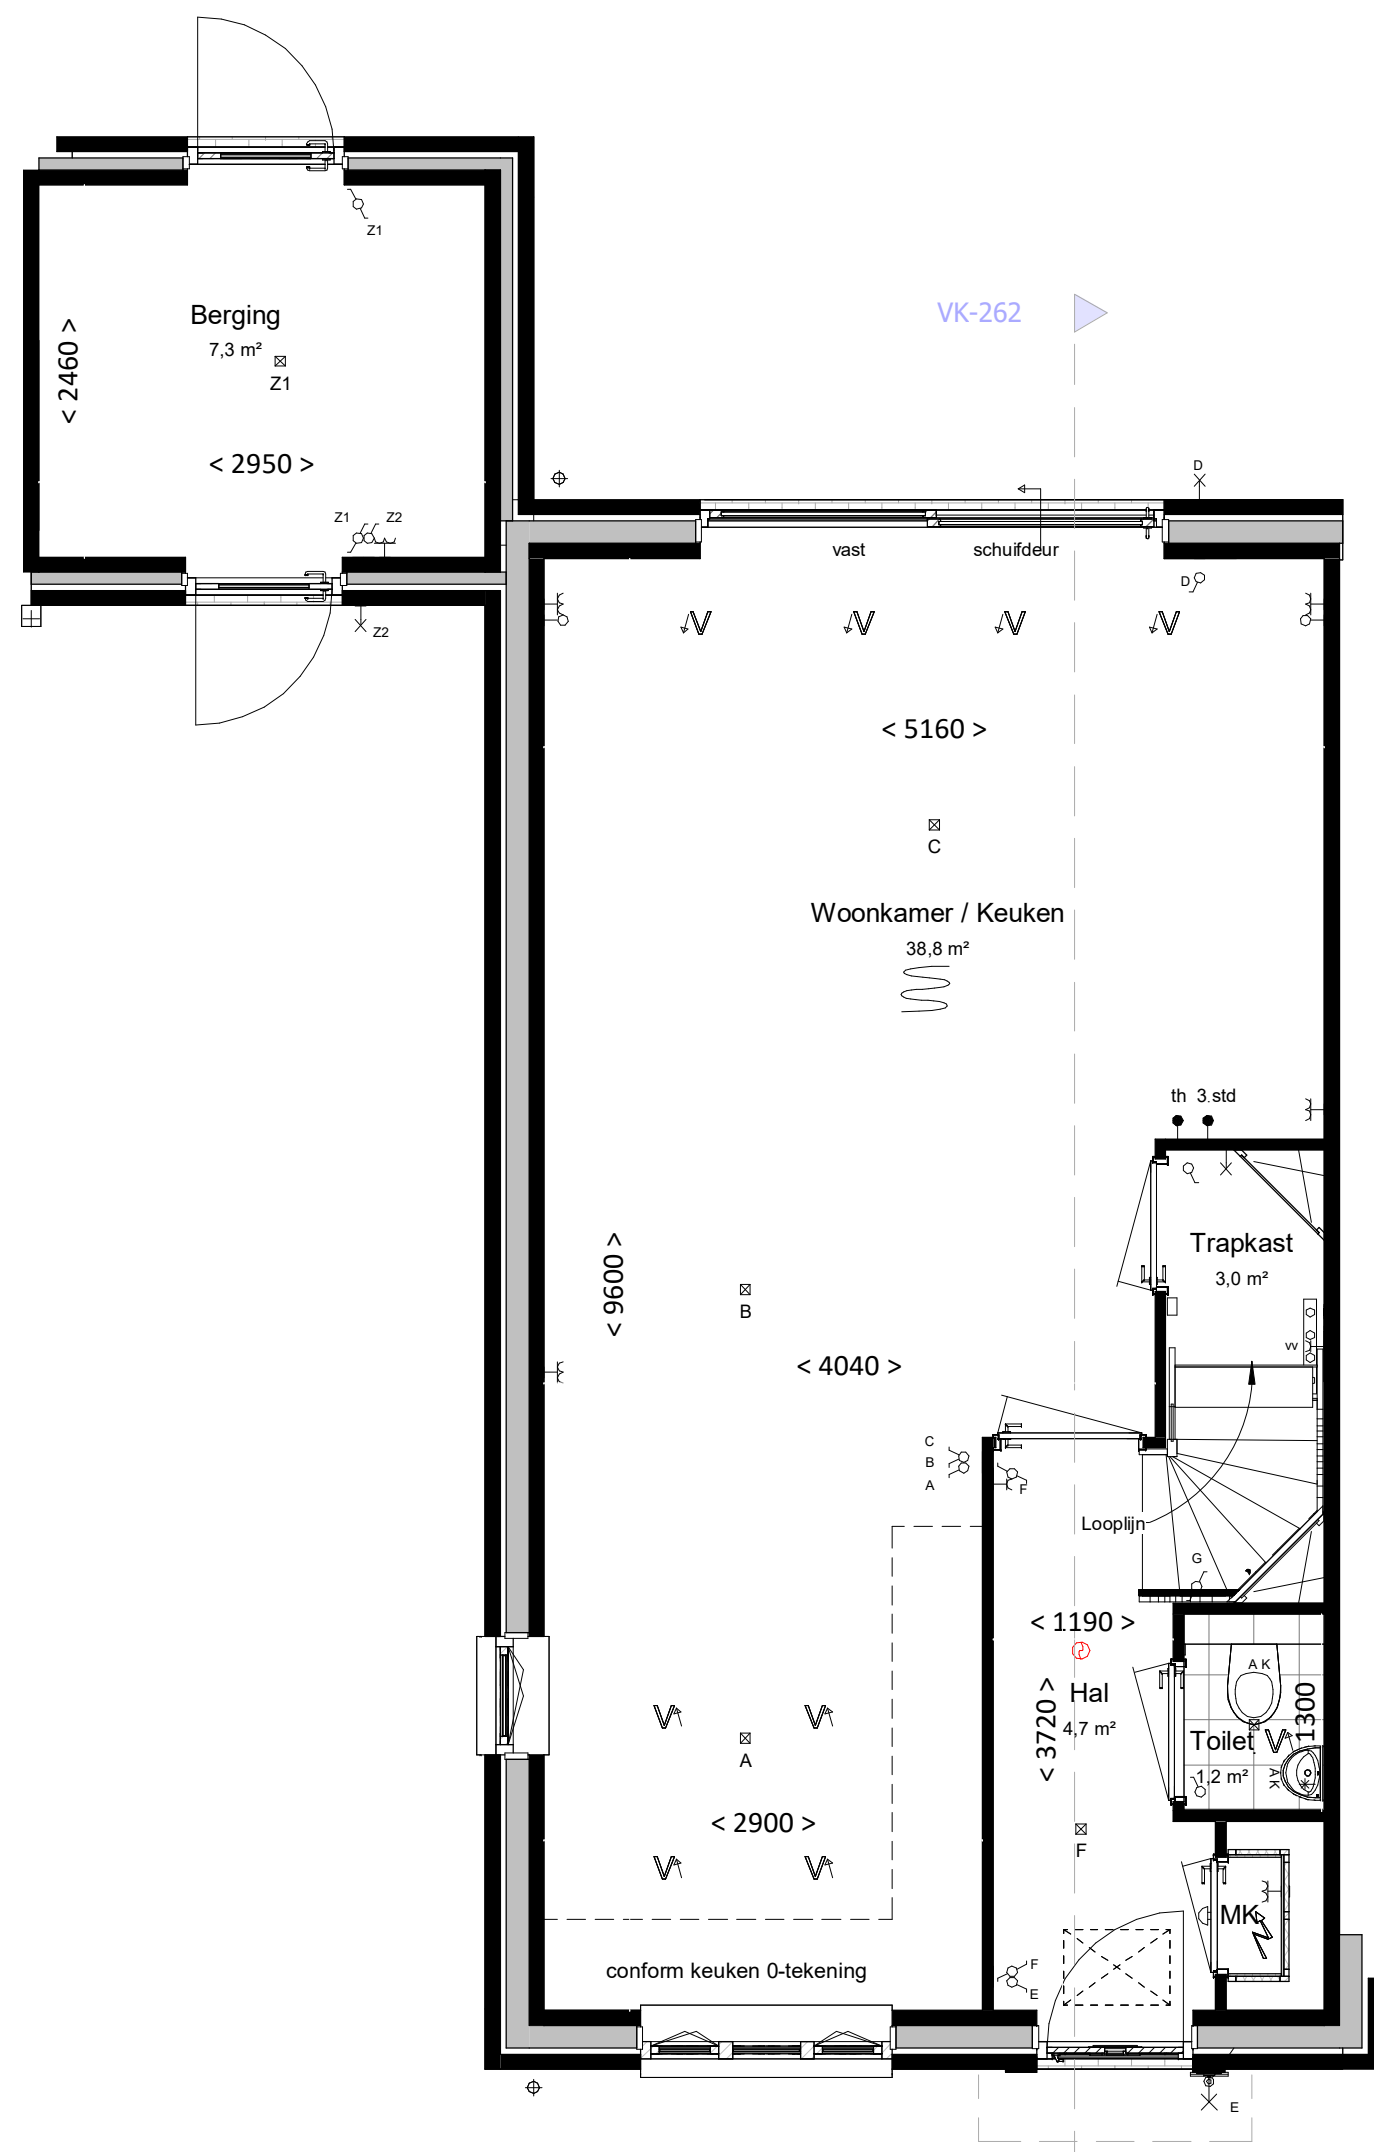 Z1
Berging
7,3 m²
Z1
< 2460 >
< 2950 >
VK-262
Z1 Z2
Z2
D
vast schuifdeur
D
V V V V
< 5160 >
C
Woonkamer / Keuken
38,8 m²
th 3.std
Trapkast
3,0 m²
vv
< 9600 >
B
< 4040 >
C
B
A
F
Looplijn
G
< 1190 >
Hal
4,7 m²
< 3720 >
A K
1300
Toilet
1,2 m²
V
A K
V V
A
< 2900 >
V V
F
MK
conform keuken 0-tekening
F
E
E